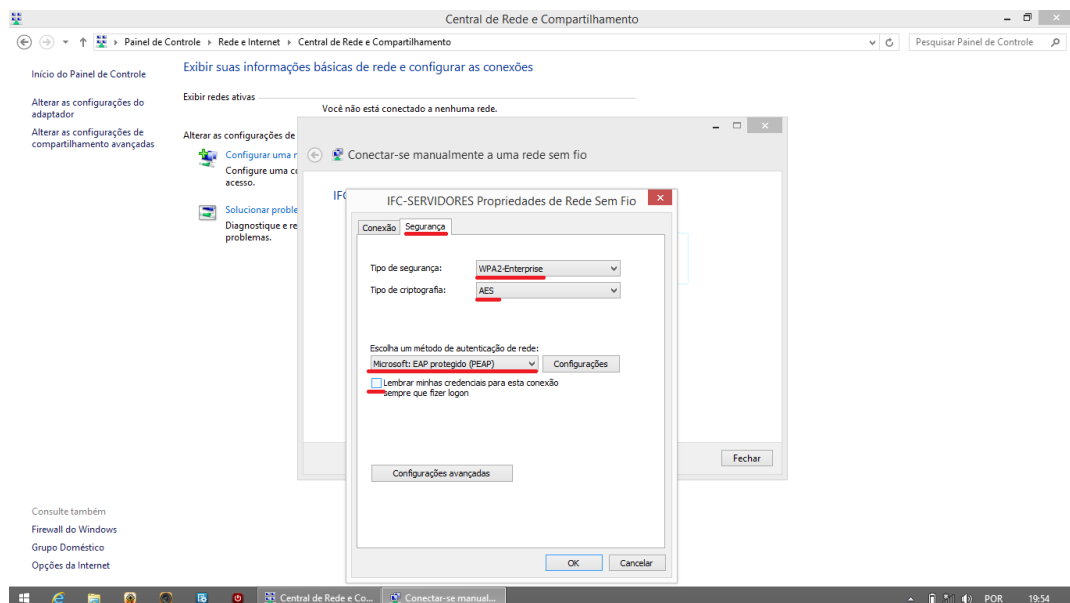 Central de Rede e Compartilhamento
Painel de Controle
Rede e Internet
Central de Rede e Compartilhamento
Pesquisar Painel de Controle
Início do Painel de Controle
Alterar as configurações do
adaptador
Alterar as configurações de
compartilhamento avançadas
Exibir suas informações básicas de rede e configurar as conexões
Exibir redes ativas
Você não está conectado a nenhuma rede.
Alterar as configurações de
Configurar uma
Configure uma
acesso.
Solucionar
Diagnostique e
problemas.
Conectar-se manualmente a uma rede sem fio
IFC-SERVIDORES Propriedades de Rede Sem Fio
Conexão
Segurança
Tipo de segurança:
WPA2-Enterprise
Tipo de criptografia:
AES
Escolha um método de autenticação de rede:
Microsoft: EAP protegido (PEAP)
Configurações
Lembrar minhas credenciais para esta conexão
sempre que fizer logon
Configurações avançadas
Fechar
OK
Cancelar
Consulte também
Firewall do Windows
Grupo Doméstico
Opções da Internet
Central de Rede e Co...
Conectar-se manual...
POR
19:54